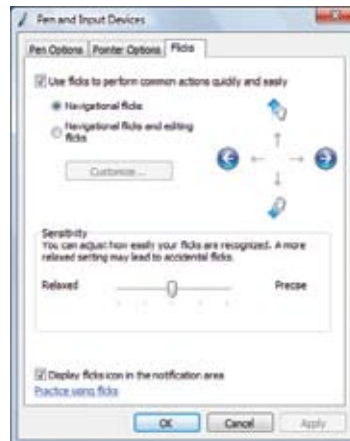 Pen and Input Devices
Pen Options Pointer Options Flicks
Use flicks to perform common actions quickly and easily
Navigational flicks
Navigational flicks and editing
flicks
Customize ...
Sensitivity
You can adjust how easily your flicks are recognized. A more
relaxed setting may lead to accidental flicks.
Relaxed Precise
Display flicks icon in the notification area
Practice using flicks
OK Cancel Apply